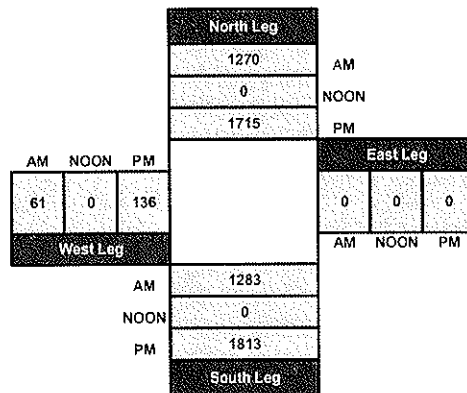 North Leg
1270 AM
0 NOON
1715 PM
AM NOON PM
East Leg
61 0 136
0 0 0
West Leg
AM NOON PM
AM 1283
NOON 0
PM 1813
South Leg